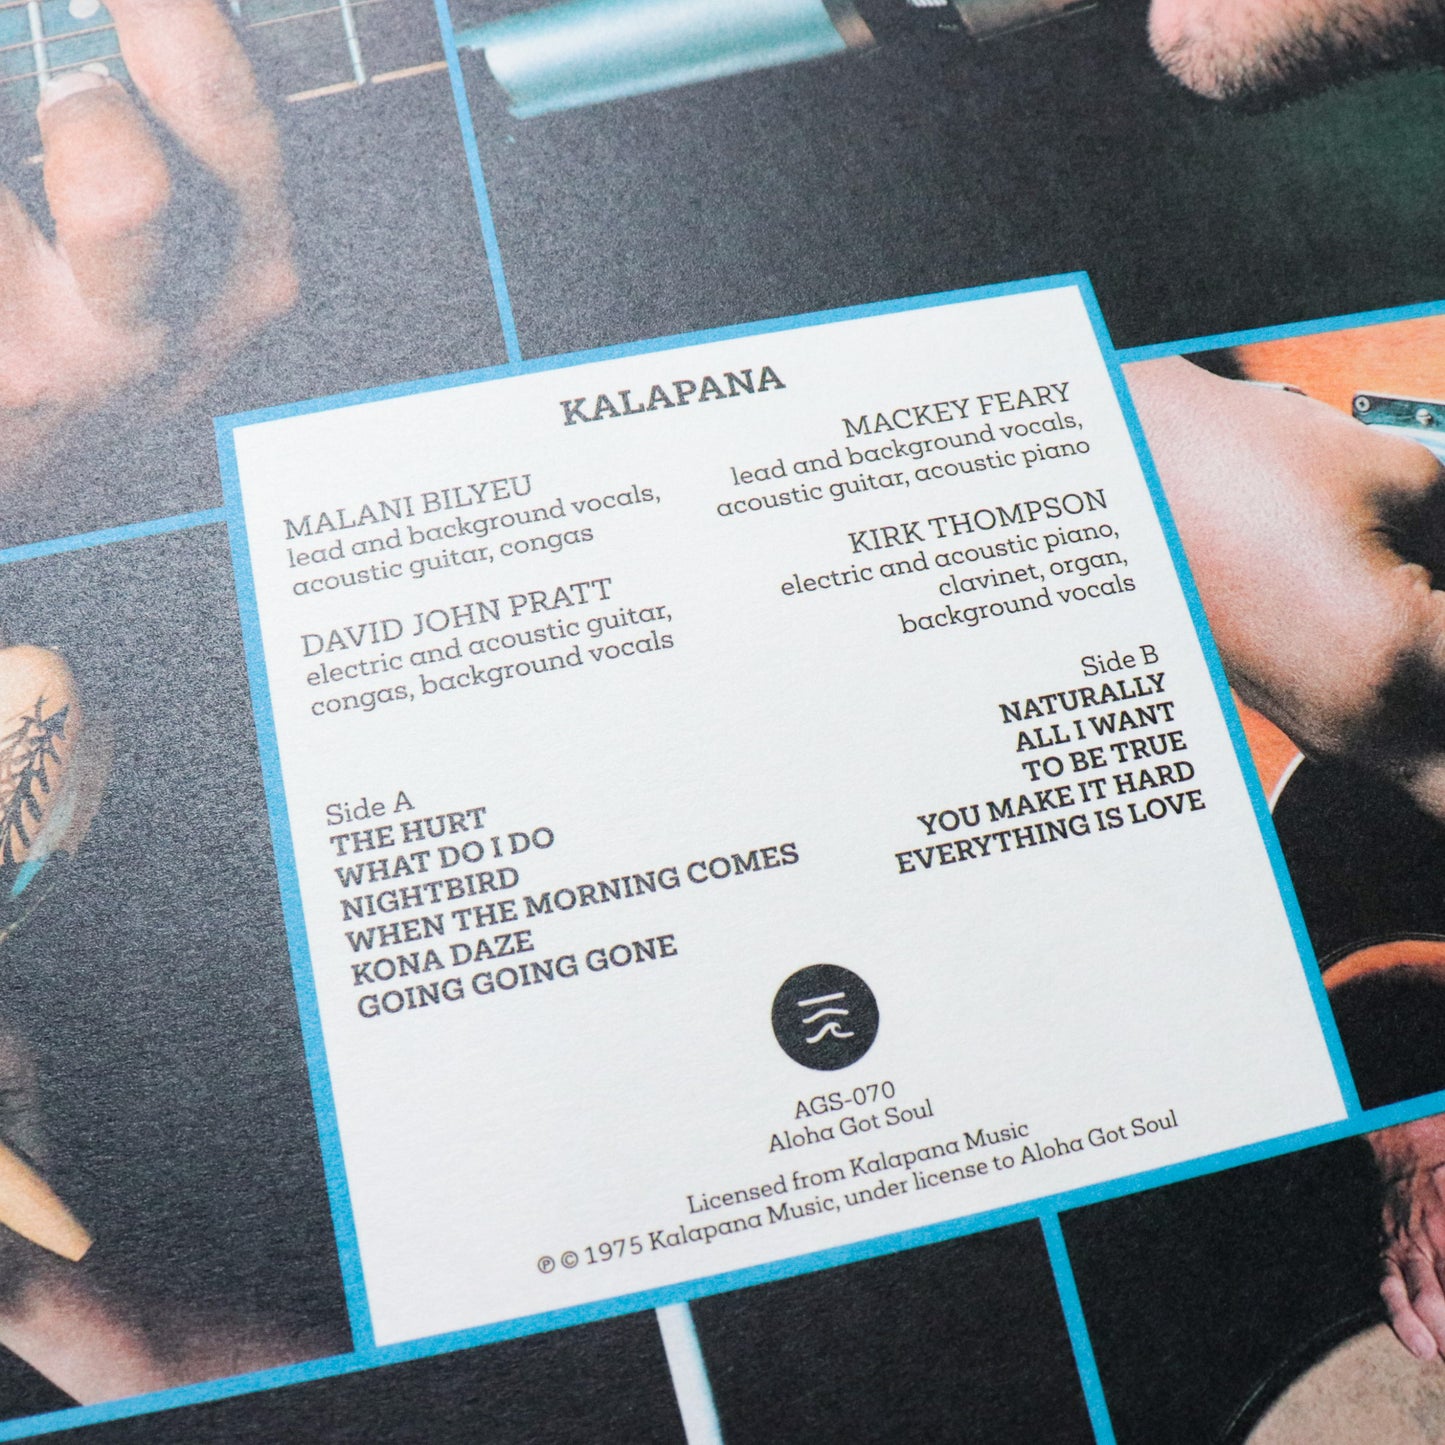 KALAPANA
MALANI BILYEU
lead and background vocals,
acoustic guitar, congas
DAVID JOHN PRATT
electric and acoustic guitar,
congas, background vocals
MACKEY FEARY
lead and background vocals,
acoustic guitar, acoustic piano
KIRK THOMPSON
electric and acoustic piano,
clavinet, organ,
background vocals
Side A
THE HURT
WHAT DO I DO
NIGHTBIRD
WHEN THE MORNING COMES
KONA DAZE
GOING GOING GONE
Side B
NATURALLY
ALL I WANT
TO BE TRUE
YOU MAKE IT HARD
EVERYTHING IS LOVE
AGS-070
Aloha Got Soul
Licensed from Kalapana Music
℗ © 1975 Kalapana Music, under license to Aloha Got Soul